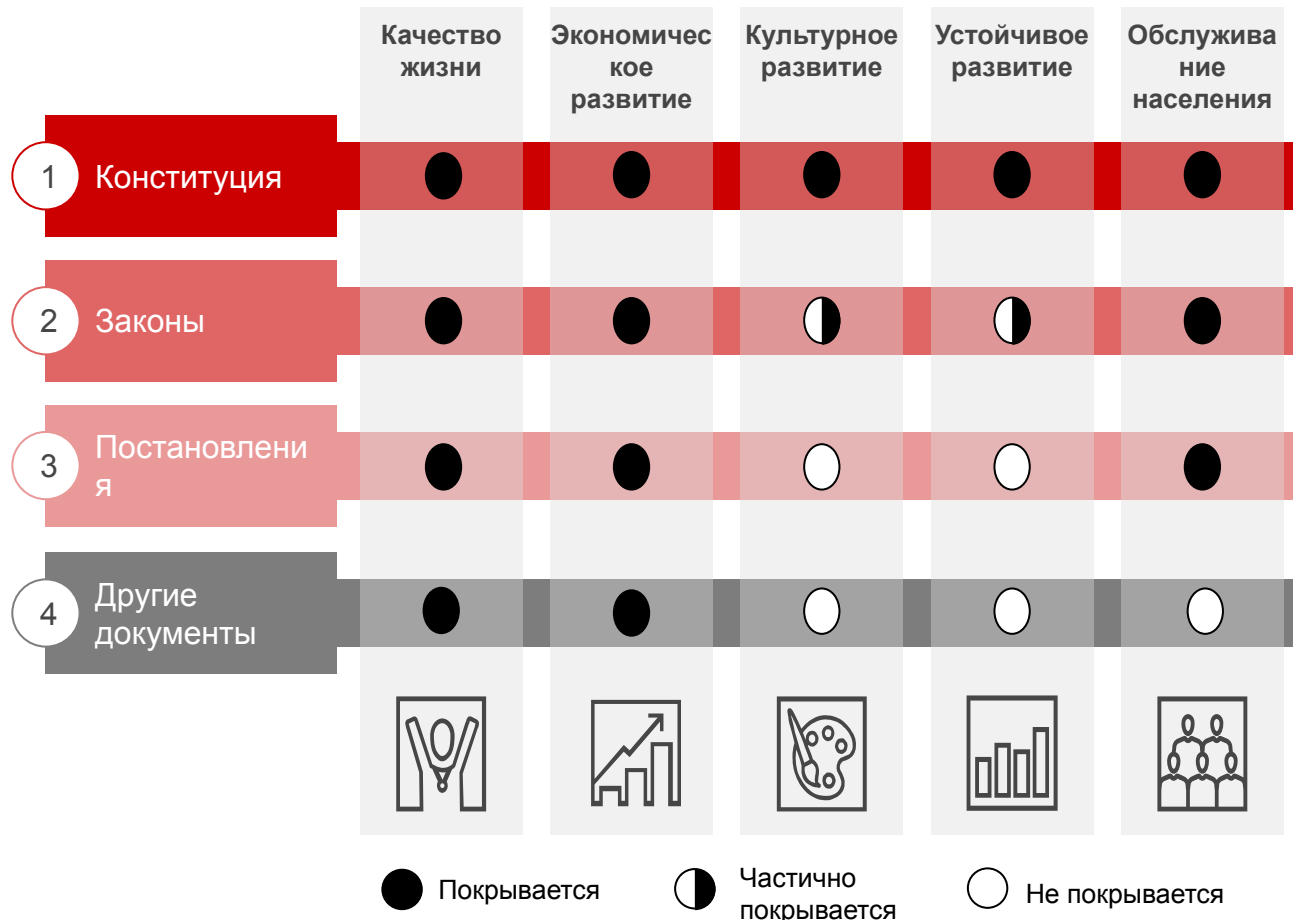 Качество
жизни
Экономичес
кое
развитие
Культурное
развитие
Устойчивое
развитие
Обслужива
ние
населения
1
Конституция
2
Законы
3
Постановлени
я
4
Другие
документы
Покрывается
Частично
покрывается
Не покрывается